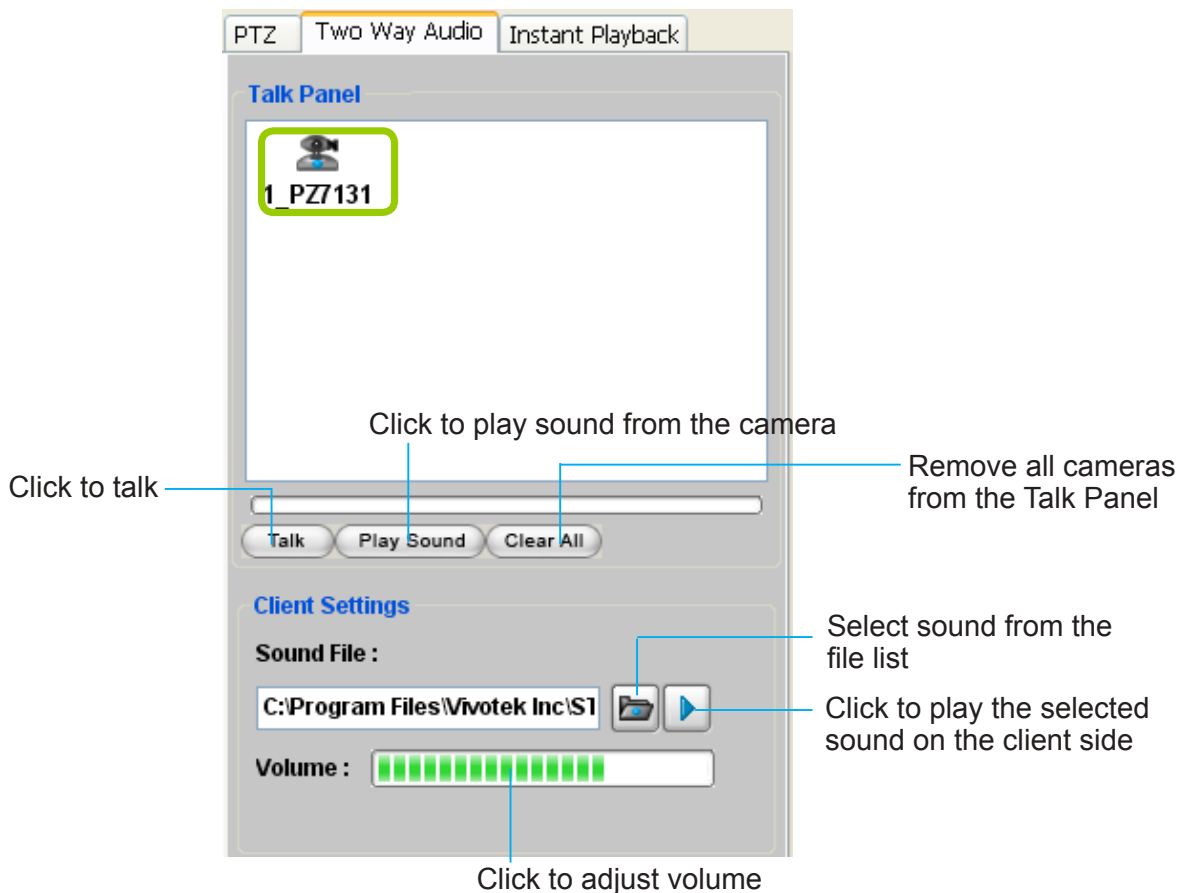 PTZ Two Way Audio Instant Playback
Talk Panel
1_PZ7131
Click to play sound from the camera
Click to talk
Remove all cameras
from the Talk Panel
Talk Play Sound Clear All
Client Settings
Sound File :
Select sound from the
file list
C:\Program Files\Vivotek Inc\ST
Click to play the selected
sound on the client side
Volume :
Click to adjust volume